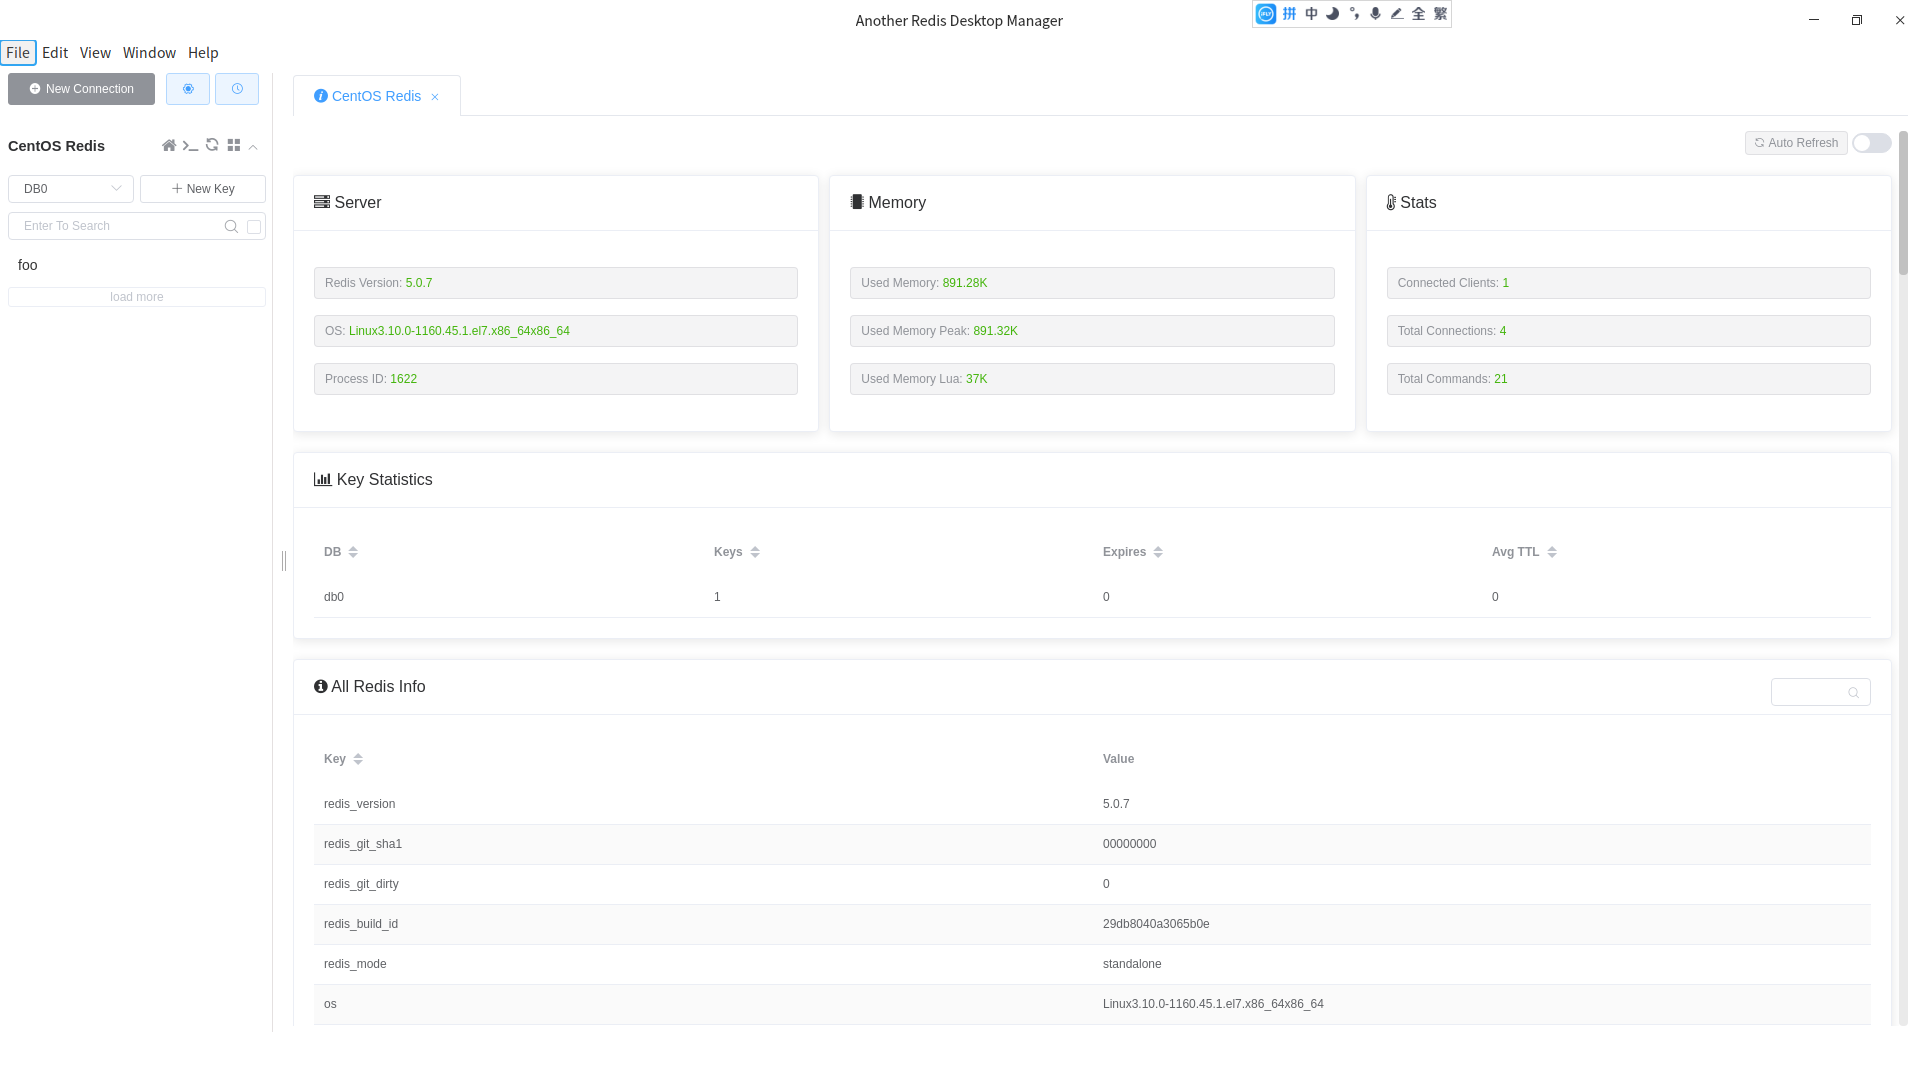 Another Redis Desktop Manager
iFLY 拼 中 °, 全 繁
File Edit View Window Help
New Connection
CentOS Redis
CentOS Redis
Auto Refresh
DB0
New Key
Enter To Search
foo
load more
Server
Redis Version: 5.0.7
OS: Linux3.10.0-1160.45.1.el7.x86_64x86_64
Process ID: 1622
Memory
Used Memory: 891.28K
Used Memory Peak: 891.32K
Used Memory Lua: 37K
Stats
Connected Clients: 1
Total Connections: 4
Total Commands: 21
Key Statistics
DB Keys Expires Avg TTL
db0 1 0 0
All Redis Info
Key Value
redis_version 5.0.7
redis_git_sha1 00000000
redis_git_dirty 0
redis_build_id 29db8040a3065b0e
redis_mode standalone
os Linux3.10.0-1160.45.1.el7.x86_64x86_64